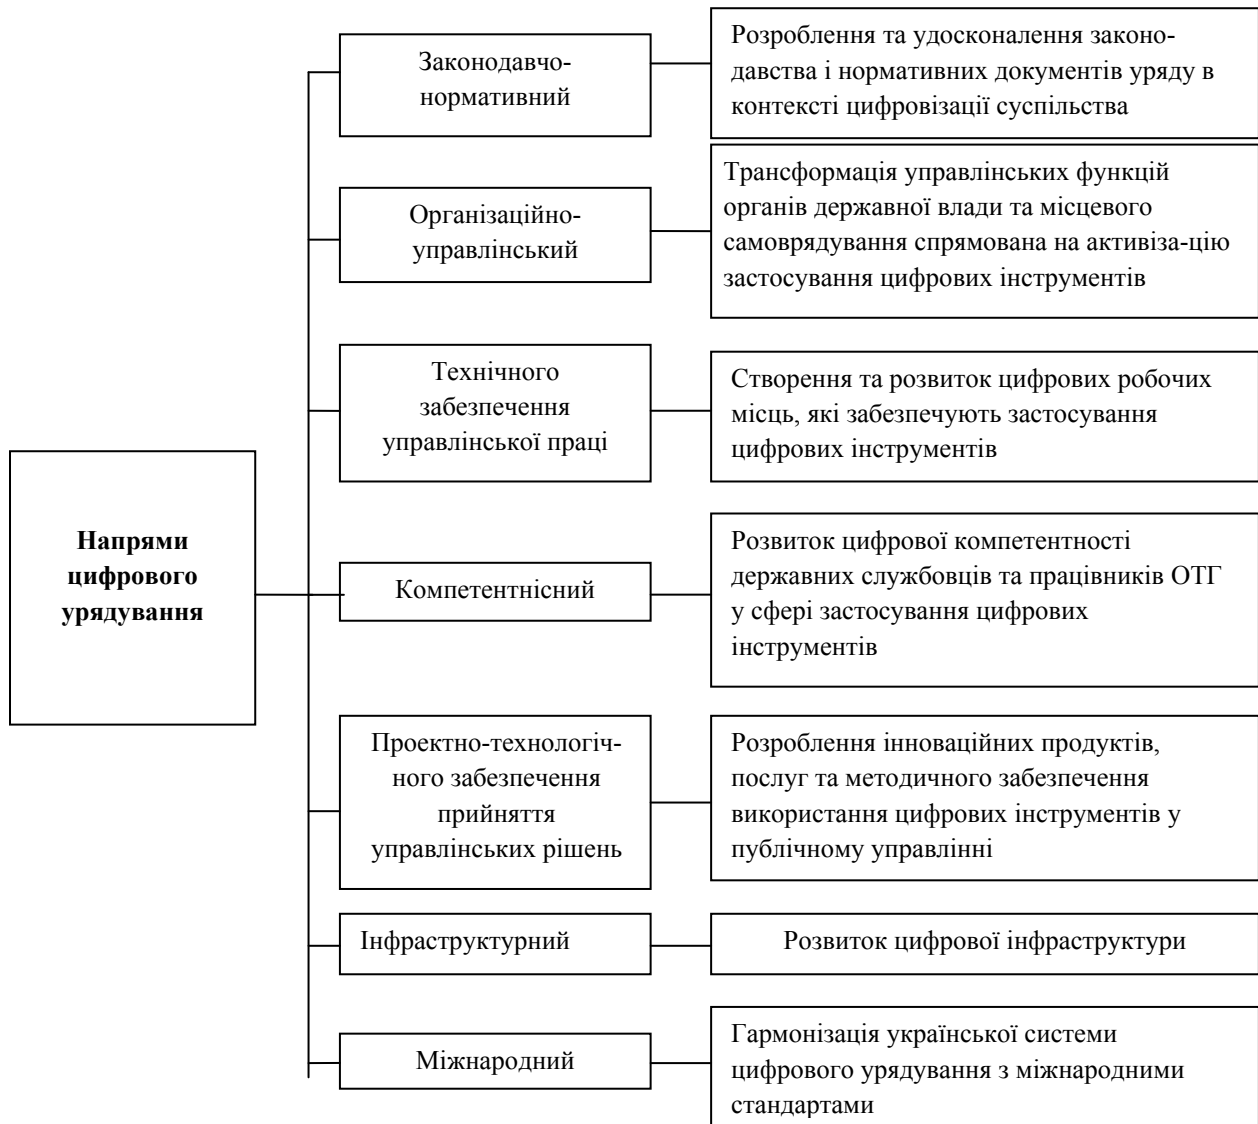 Законодавчо-
нормативний
Розроблення та удосконалення законо-
давства і нормативних документів уряду в
контексті цифровізації суспільства
Організаційно-
управлінський
Трансформація управлінських функцій
органів державної влади та місцевого
самоврядування спрямована на активіза-цію
застосування цифрових інструментів
Технічного
забезпечення
управлінської праці
Створення та розвиток цифрових робочих
місць, які забезпечують застосування
цифрових інструментів
Напрями
цифрового
урядування
Компетентнісний
Розвиток цифрової компетентності
державних службовців та працівників ОТГ
у сфері застосування цифрових
інструментів
Проектно-технологіч-
ного забезпечення
прийняття
управлінських рішень
Розроблення інноваційних продуктів,
послуг та методичного забезпечення
використання цифрових інструментів у
публічному управлінні
Інфраструктурний
Розвиток цифрової інфраструктури
Міжнародний
Гармонізація української системи
цифрового урядування з міжнародними
стандартами